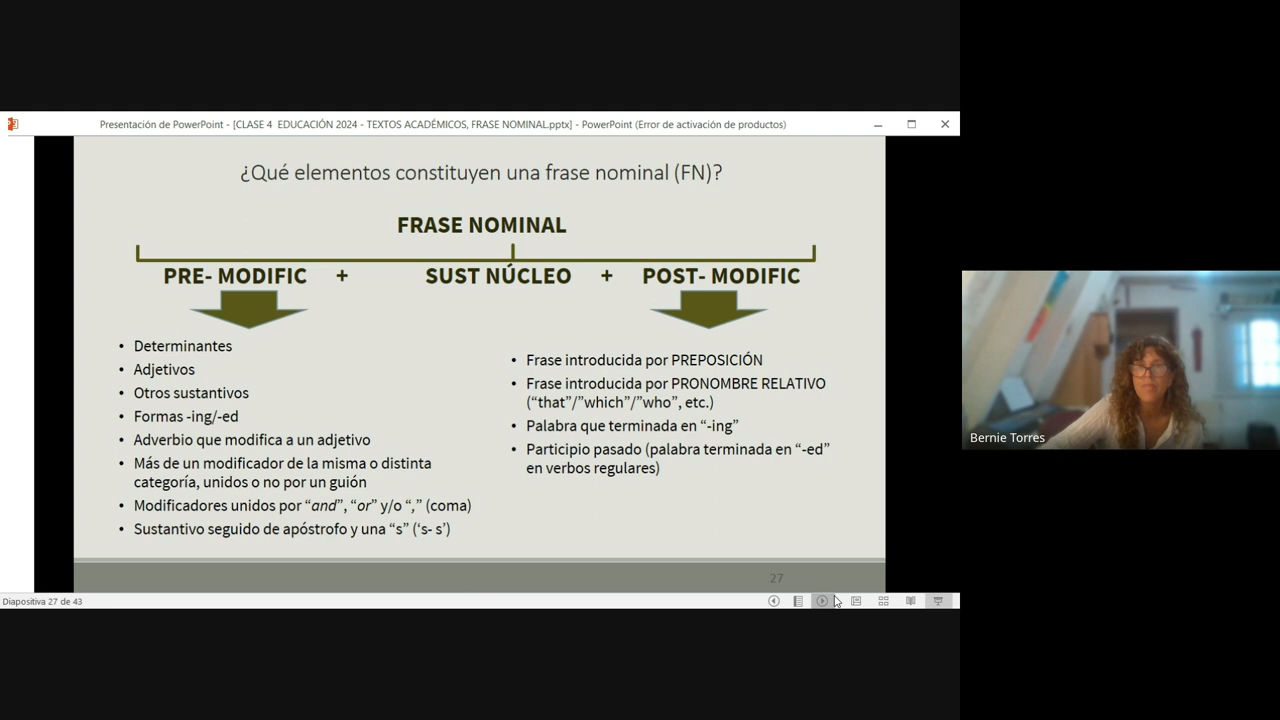 Presentación de PowerPoint - [CLASE 4  EDUCACIÓN 2024 - TEXTOS ACADÉMICOS, FRASE NOMINAL.pptx] - PowerPoint (Error de activación de productos)
¿Qué elementos constituyen una frase nominal (FN)?
FRASE NOMINAL
PRE- MODIFIC + SUST NÚCLEO + POST- MODIFIC
• Determinantes
• Adjetivos
• Otros sustantivos
• Formas -ing/-ed
• Adverbio que modifica a un adjetivo
• Más de un modificador de la misma o distinta
categoría, unidos o no por un guión
• Modificadores unidos por “and”, “or” y/o “,” (coma)
• Sustantivo seguido de apóstrofo y una “s” (‘s- s’)
• Frase introducida por PREPOSICIÓN
• Frase introducida por PRONOMBRE RELATIVO
(“that”/”which”/”who”, etc.)
• Palabra que terminada en “-ing”
• Participio pasado (palabra terminada en “-ed”
en verbos regulares)
27
Diapositiva 27 de 43
Bernie Torres